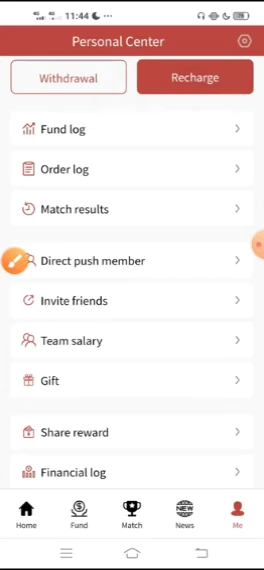 11:44
Personal Center
Withdrawal
Recharge
Fund log
Order log
Match results
Direct push member
Invite friends
Team salary
Gift
Share reward
Financial log
NEW
Home
Fund
Match
News
Me